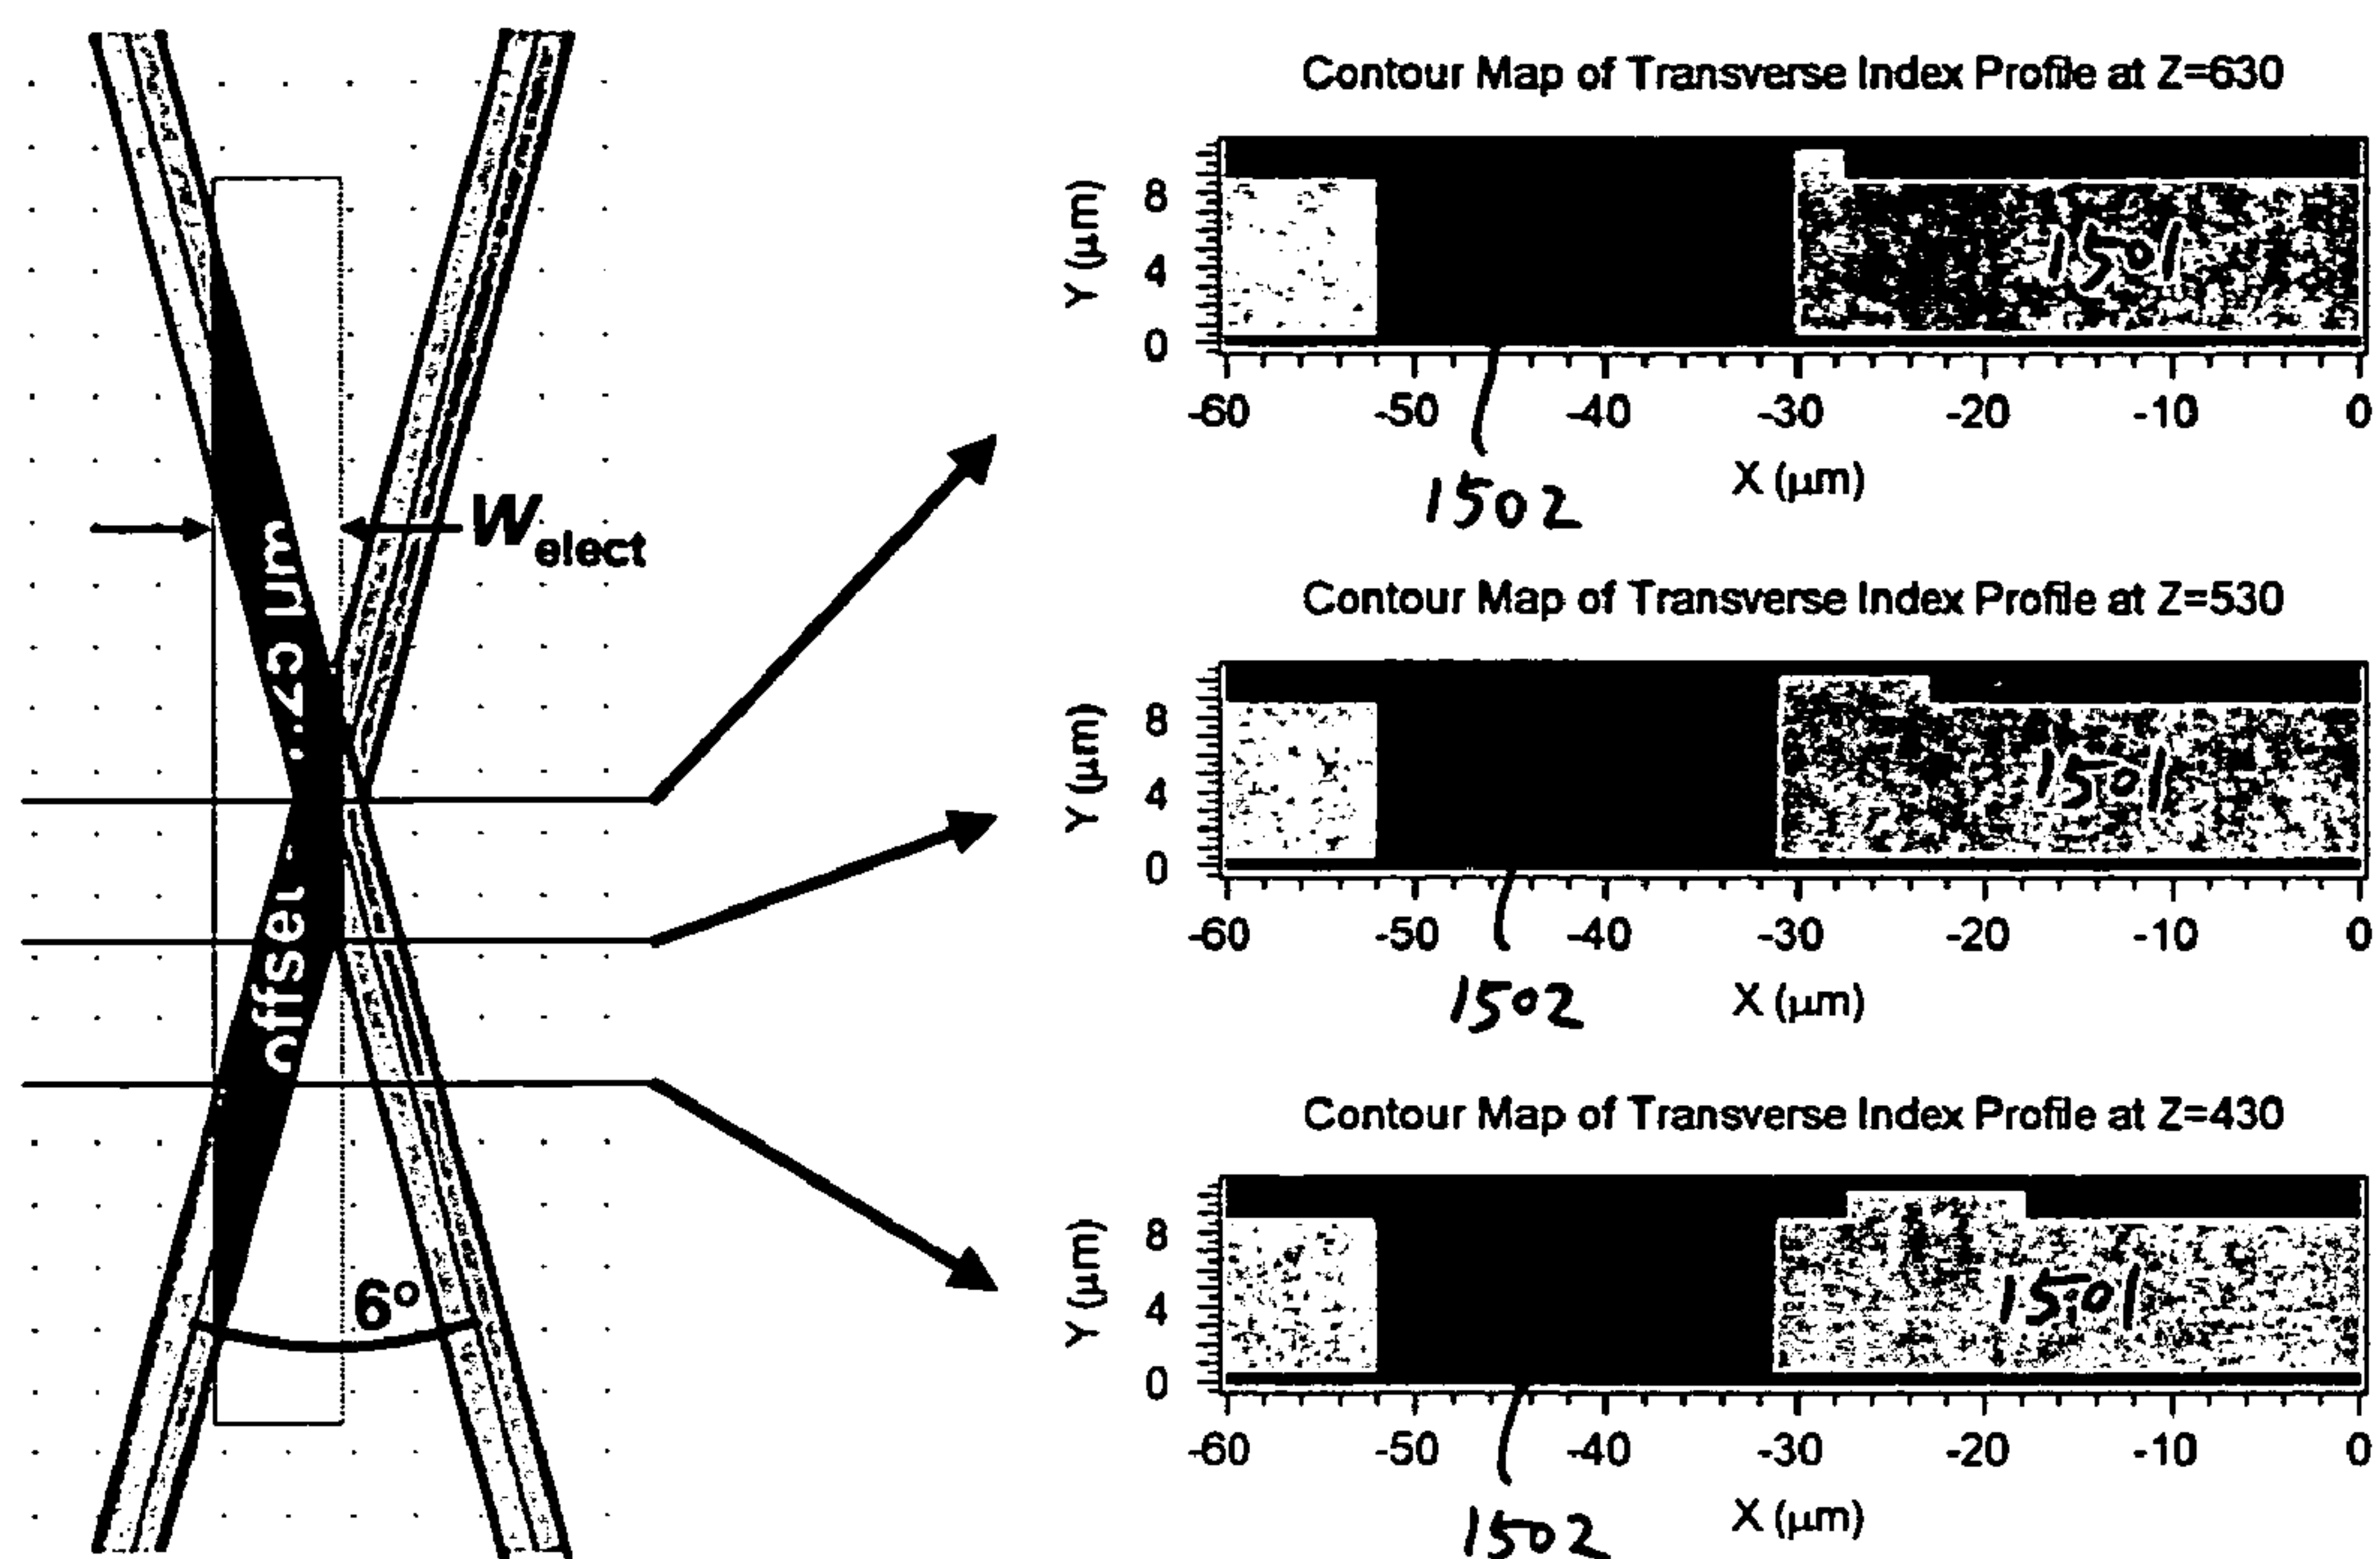 W elect
offset
µm
6°
Contour Map of Transverse Index Profile at Z=630
Y (µm)
8
4
0
1501
-60 -50 -40 -30 -20 -10 0
1502
X (µm)
Contour Map of Transverse Index Profile at Z=530
Y (µm)
8
4
0
1501
-60 -50 -40 -30 -20 -10 0
1502
X (µm)
Contour Map of Transverse Index Profile at Z=430
Y (µm)
8
4
0
1501
-60 -50 -40 -30 -20 -10 0
1502
X (µm)